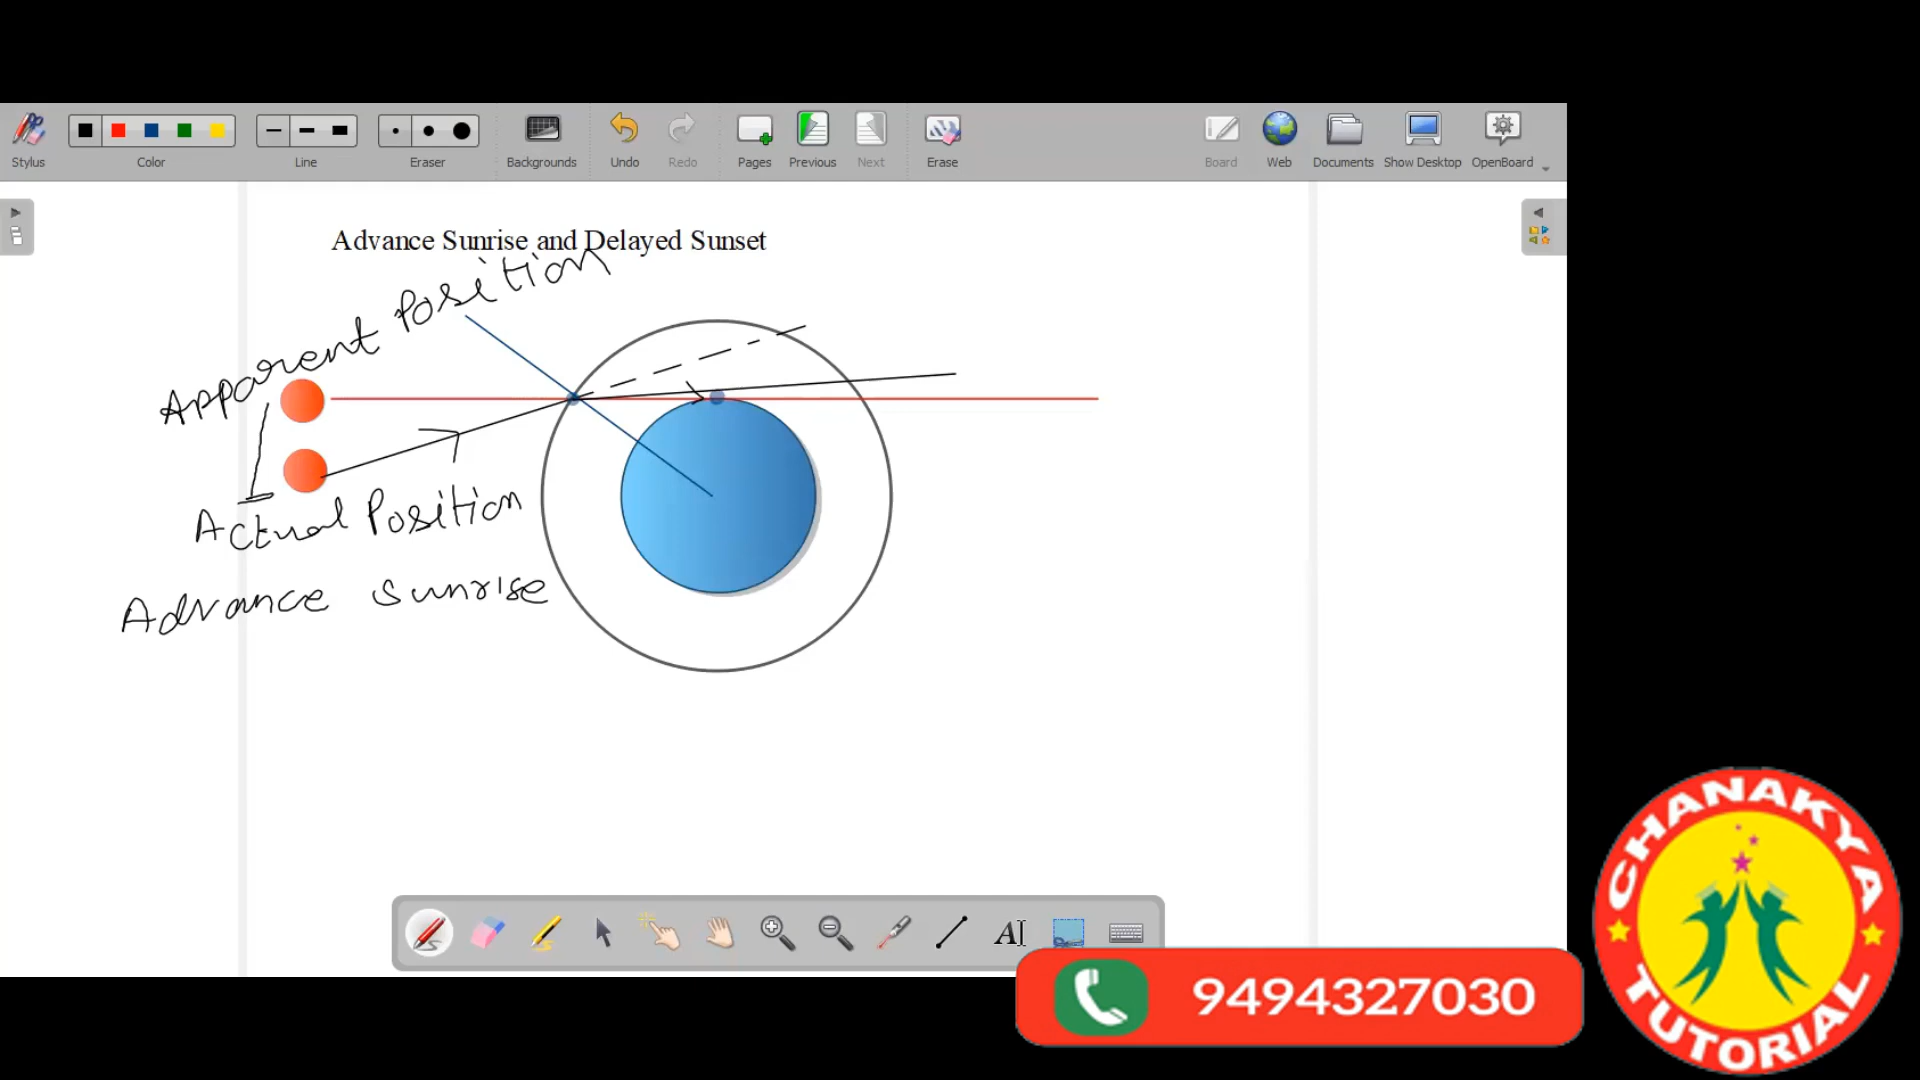 Stylus
Color
Line
Eraser
Backgrounds
Undo
Redo
Pages
Previous
Next
Erase
Board
Web
Documents
Show Desktop
OpenBoard
Advance Sunrise and Delayed Sunset
Apparent Position
Actual Position
Advance Sunrise
A
9494327030
CHANAKYA
TUTORIAL